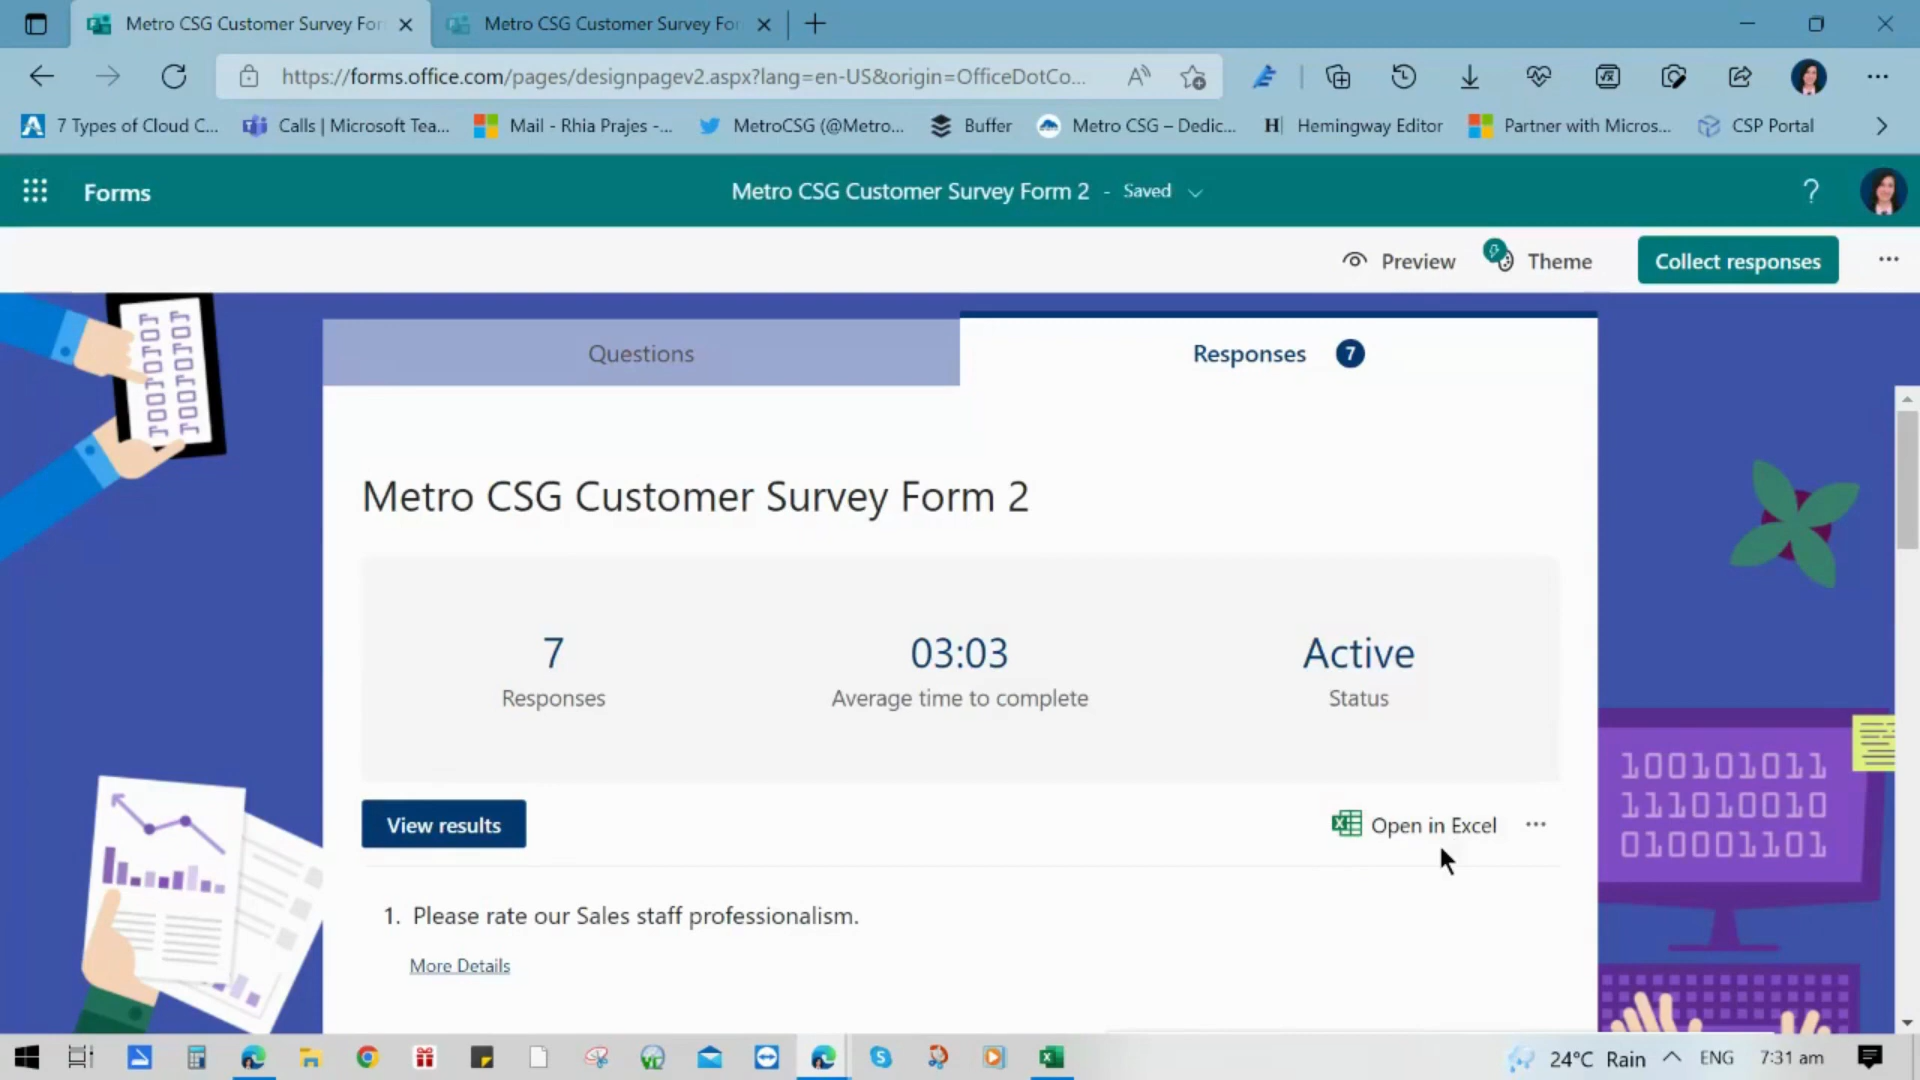 Metro CSG Customer Survey For
Metro CSG Customer Survey For
https://forms.office.com/pages/designpagev2.aspx?lang=en-US&origin=OfficeDotCo...
7 Types of Cloud C...
Calls | Microsoft Tea...
Mail - Rhia Prajes -...
MetroCSG (@Metro...
Buffer
Metro CSG – Dedic...
H Hemingway Editor
Partner with Micros...
CSP Portal
Forms
Metro CSG Customer Survey Form 2 - Saved
?
Preview
Theme
Collect responses
Questions
Responses 7
Metro CSG Customer Survey Form 2
7
Responses
03:03
Average time to complete
Active
Status
View results
Open in Excel
1. Please rate our Sales staff professionalism.
More Details
100101011
111010010
010001101
24°C Rain
ENG
7:31 am